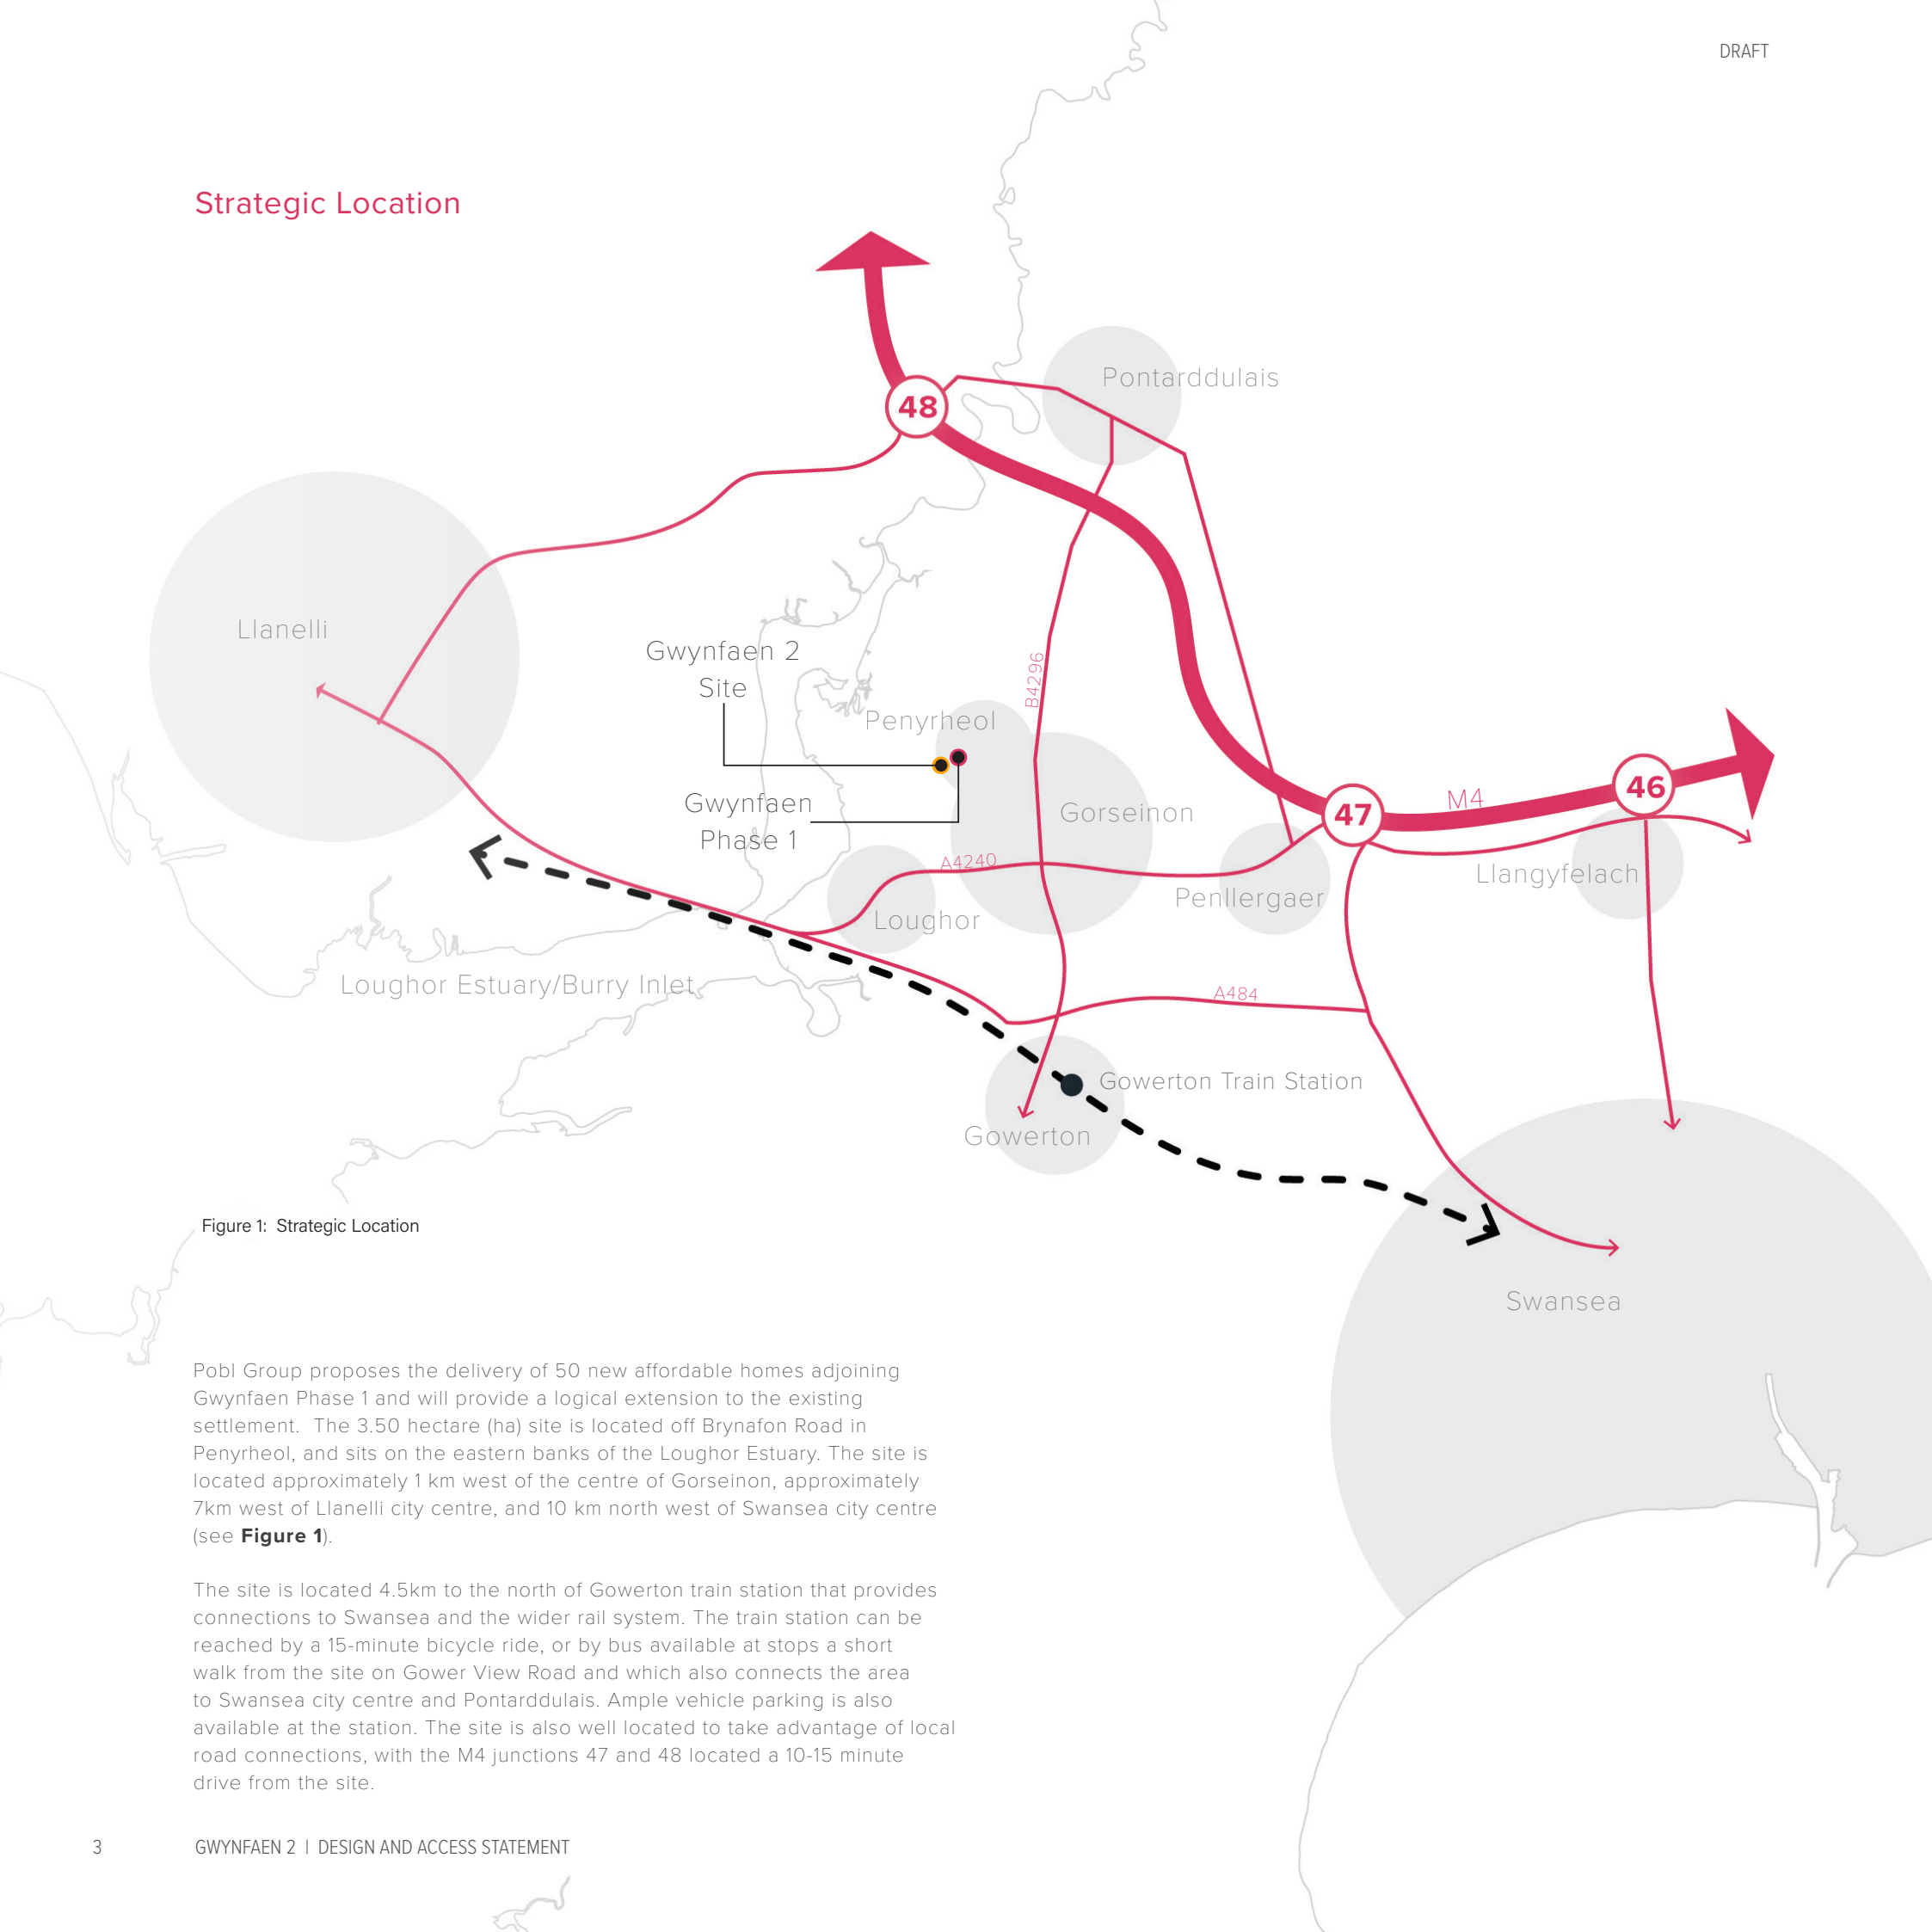 DRAFT
Strategic Location
Pontarddulais
48
Llanelli
Gwynfaen 2
Site
B4296
Penyrheol
Gwynfaen
Phase 1
Gorseinon
47
M4
46
A4240
Llangyfelach
Penllergaer
Loughor
Loughor Estuary/Burry Inlet
A484
Gowerton Train Station
Gowerton
Figure 1:  Strategic Location
Swansea
Pobl Group proposes the delivery of 50 new affordable homes adjoining
Gwynfaen Phase 1 and will provide a logical extension to the existing
settlement.  The 3.50 hectare (ha) site is located off Brynafon Road in
Penyrheol, and sits on the eastern banks of the Loughor Estuary. The site is
located approximately 1 km west of the centre of Gorseinon, approximately
7km west of Llanelli city centre, and 10 km north west of Swansea city centre
(see Figure 1).
The site is located 4.5km to the north of Gowerton train station that provides
connections to Swansea and the wider rail system. The train station can be
reached by a 15-minute bicycle ride, or by bus available at stops a short
walk from the site on Gower View Road and which also connects the area
to Swansea city centre and Pontarddulais. Ample vehicle parking is also
available at the station. The site is also well located to take advantage of local
road connections, with the M4 junctions 47 and 48 located a 10-15 minute
drive from the site.
3
GWYNFAEN 2 | DESIGN AND ACCESS STATEMENT